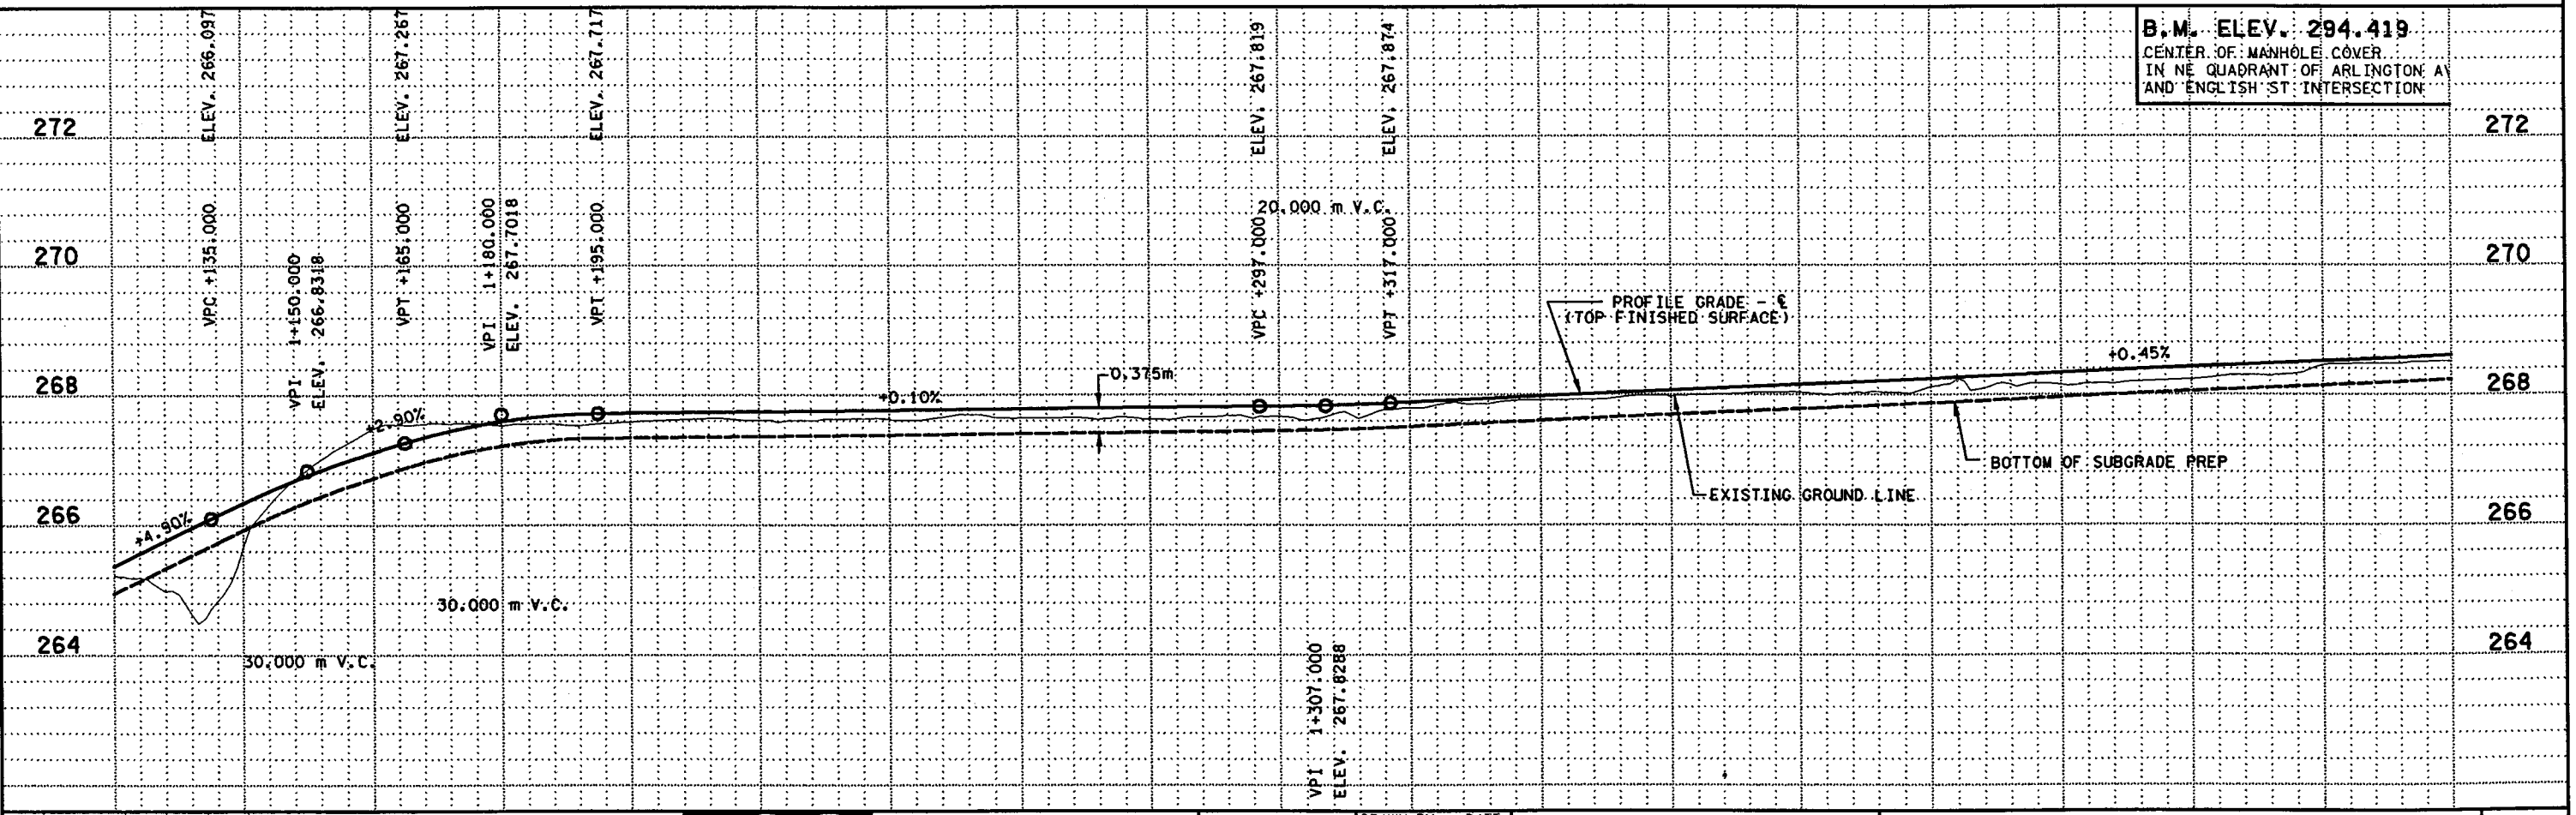 ELEV. 266.097
ELEV. 267.267
ELEV. 267.717
ELEV. 267.819
ELEV. 267.874
B.M. ELEV. 294.419
CENTER OF MANHOLE COVER
IN NE QUADRANT OF ARLINGTON
AND ENGLISH ST INTERSECTION
272
272
VPC +135.000
VPI 1+150.000
ELEV. 266.8318
VPT +165.000
VPI 1+180.000
ELEV. 267.7018
VPT +195.000
20.000 m V.C.
VPC +297.000
VPT +317.000
270
270
PROFILE GRADE - ℄
(TOP FINISHED SURFACE)
+0.45%
268
0.375m
268
+0.10%
+2.90%
BOTTOM OF SUBGRADE PREP
EXISTING GROUND LINE
266
+4.90%
266
30.000 m V.C.
264
264
30.000 m V.C.
VPI 1+307.000
ELEV. 267.8288